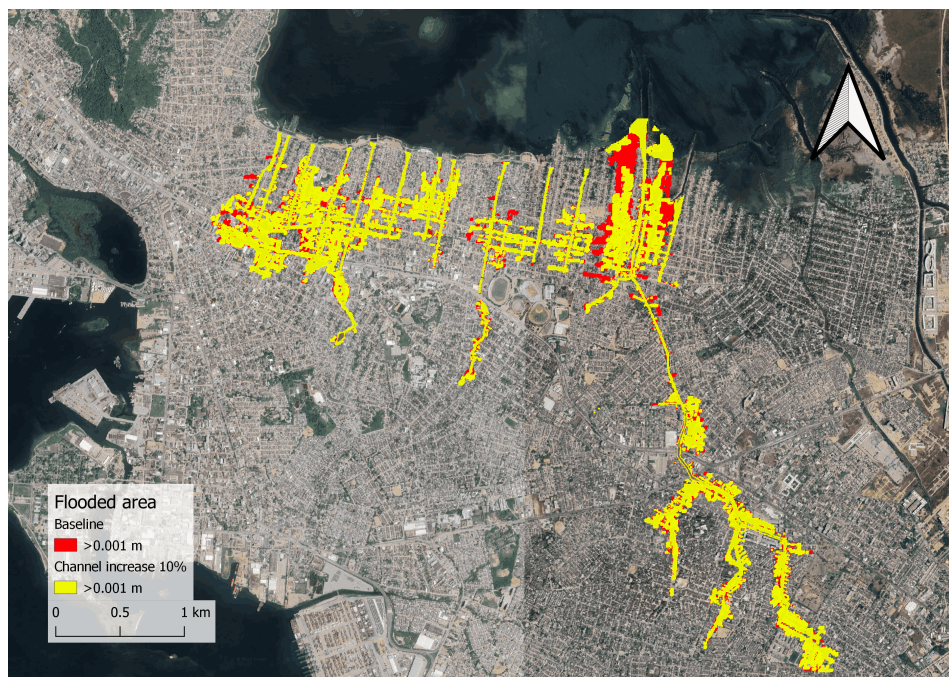 Flooded area
Baseline
>0.001 m
Channel increase 10%
>0.001 m
0 0.5 1 km